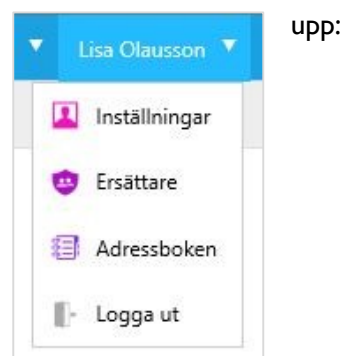 upp:
Lisa Olausson
Inställningar
Ersättare
Adressboken
Logga ut